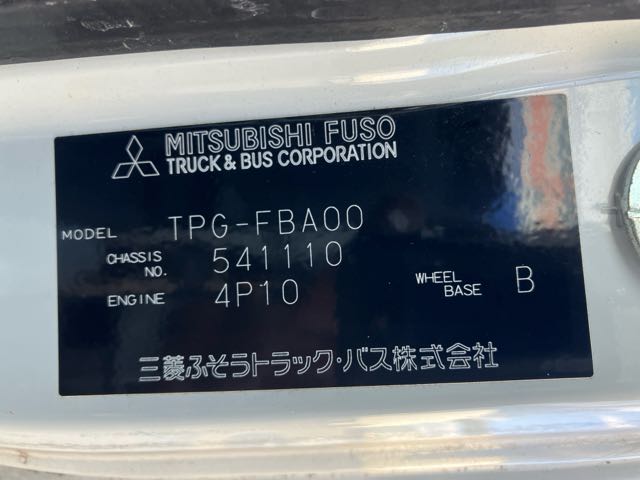 MITSUBISHI FUSO
TRUCK & BUS CORPORATION
MODEL TPG-FBA00
CHASSIS NO. 541110
ENGINE 4P10
WHEEL BASE B
三菱ふそうトラック・バス株式会社